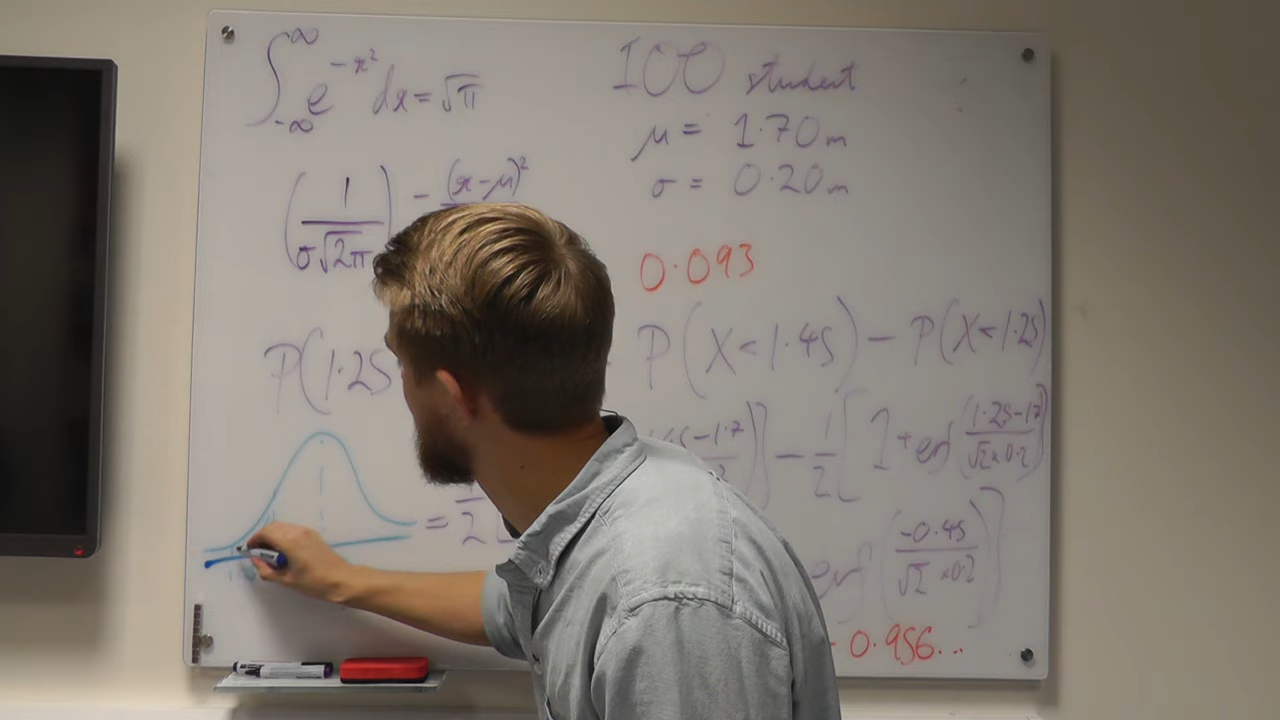 ∫_{-∞}^{∞} e^{-x²} dx = √π
(1/σ√2π) - (x-μ)²
P(1.25
100 student
μ = 1.70m
σ = 0.20m
0.093
P(X<1.45) - P(X<1.25)
-1.7)] - 1/2[1+erf(1.25-1.7/√2×0.2)
= 1/2[
erf(-0.45/√2×0.2)]
0.956...